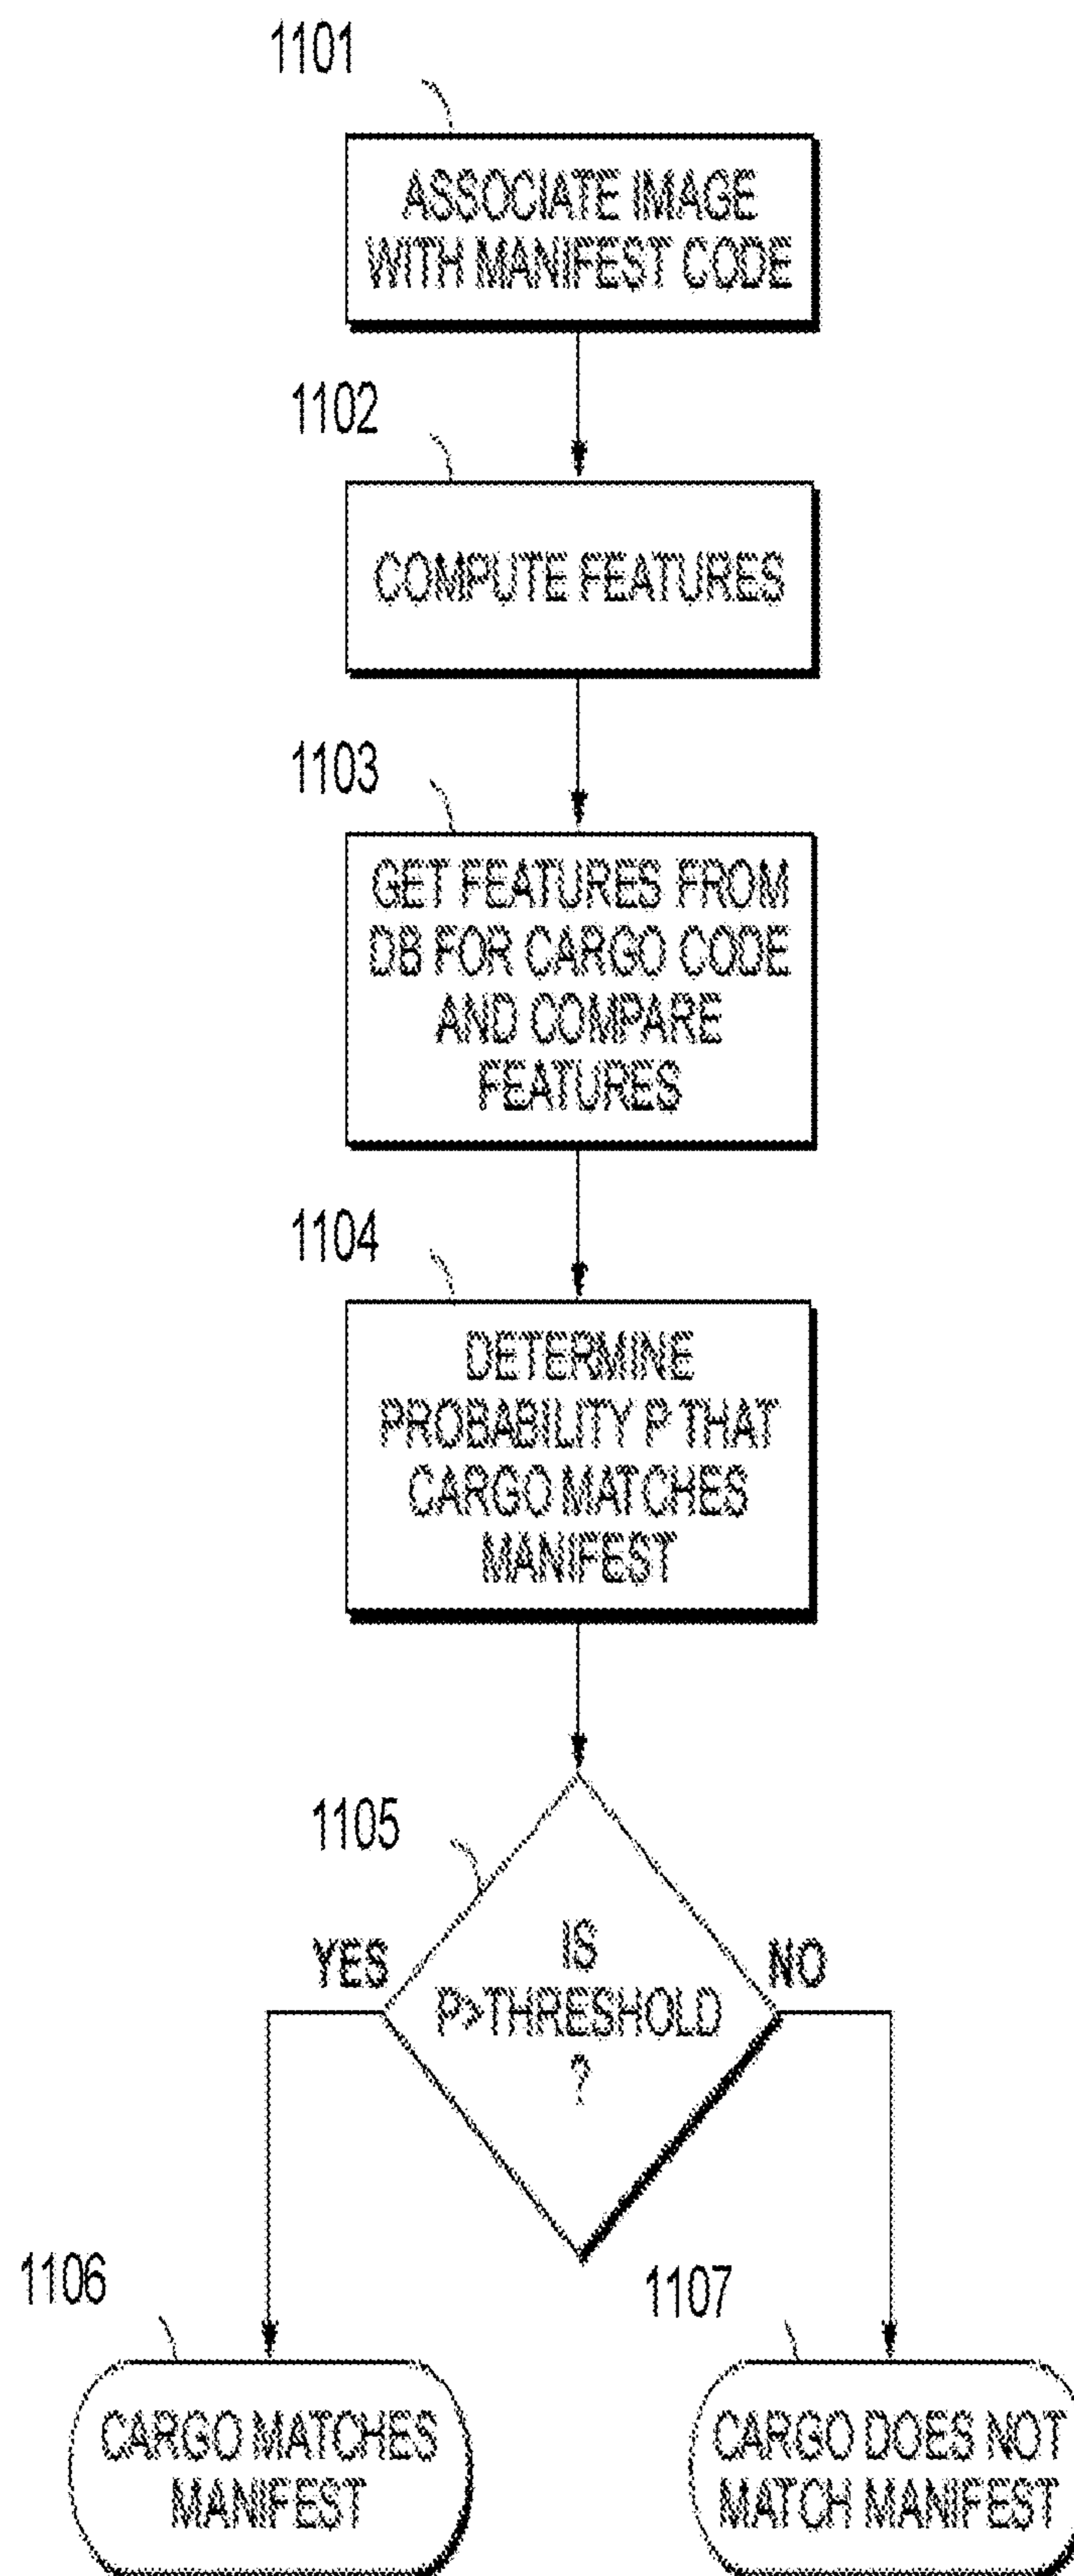 1101
ASSOCIATE IMAGE
WITH MANIFEST CODE
1102
COMPUTE FEATURES
1103
GET FEATURES FROM
DB FOR CARGO CODE
AND COMPARE
FEATURES
1104
DETERMINE
PROBABILITY P THAT
CARGO MATCHES
MANIFEST
1105
YES
IS
P>THRESHOLD
?
NO
1106
CARGO MATCHES
MANIFEST
1107
CARGO DOES NOT
MATCH MANIFEST